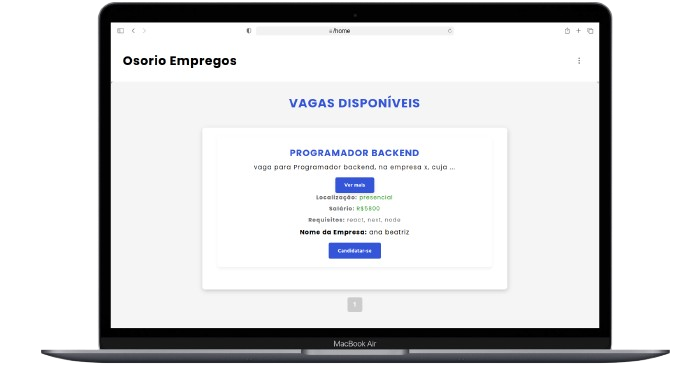 /home
Osorio Empregos
VAGAS DISPONÍVEIS
PROGRAMADOR BACKEND
vaga para Programador backend, na empresa x, cuja ...
Ver mais
Localização: presencial
Salário: R$5900
Requisitos: react, next, node
Nome da Empresa: ana beatriz
Candidatar-se
1
MacBook Air